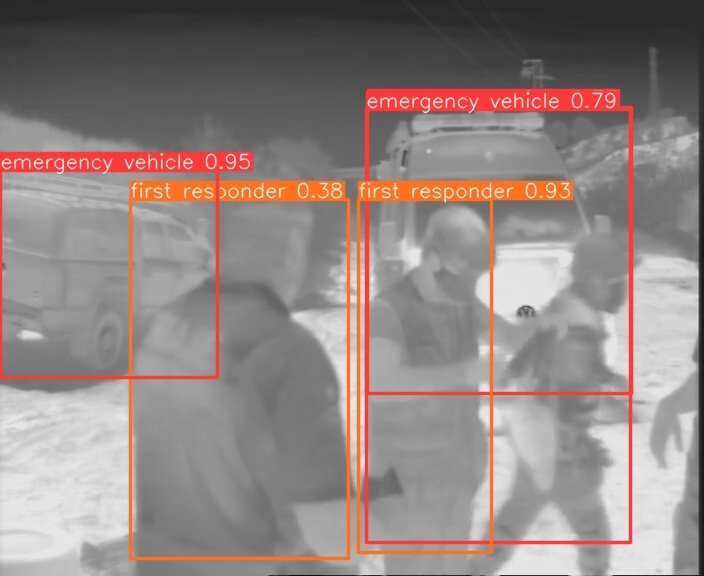 emergency vehicle 0.79
emergency vehicle 0.95
first responder 0.38
first responder 0.93